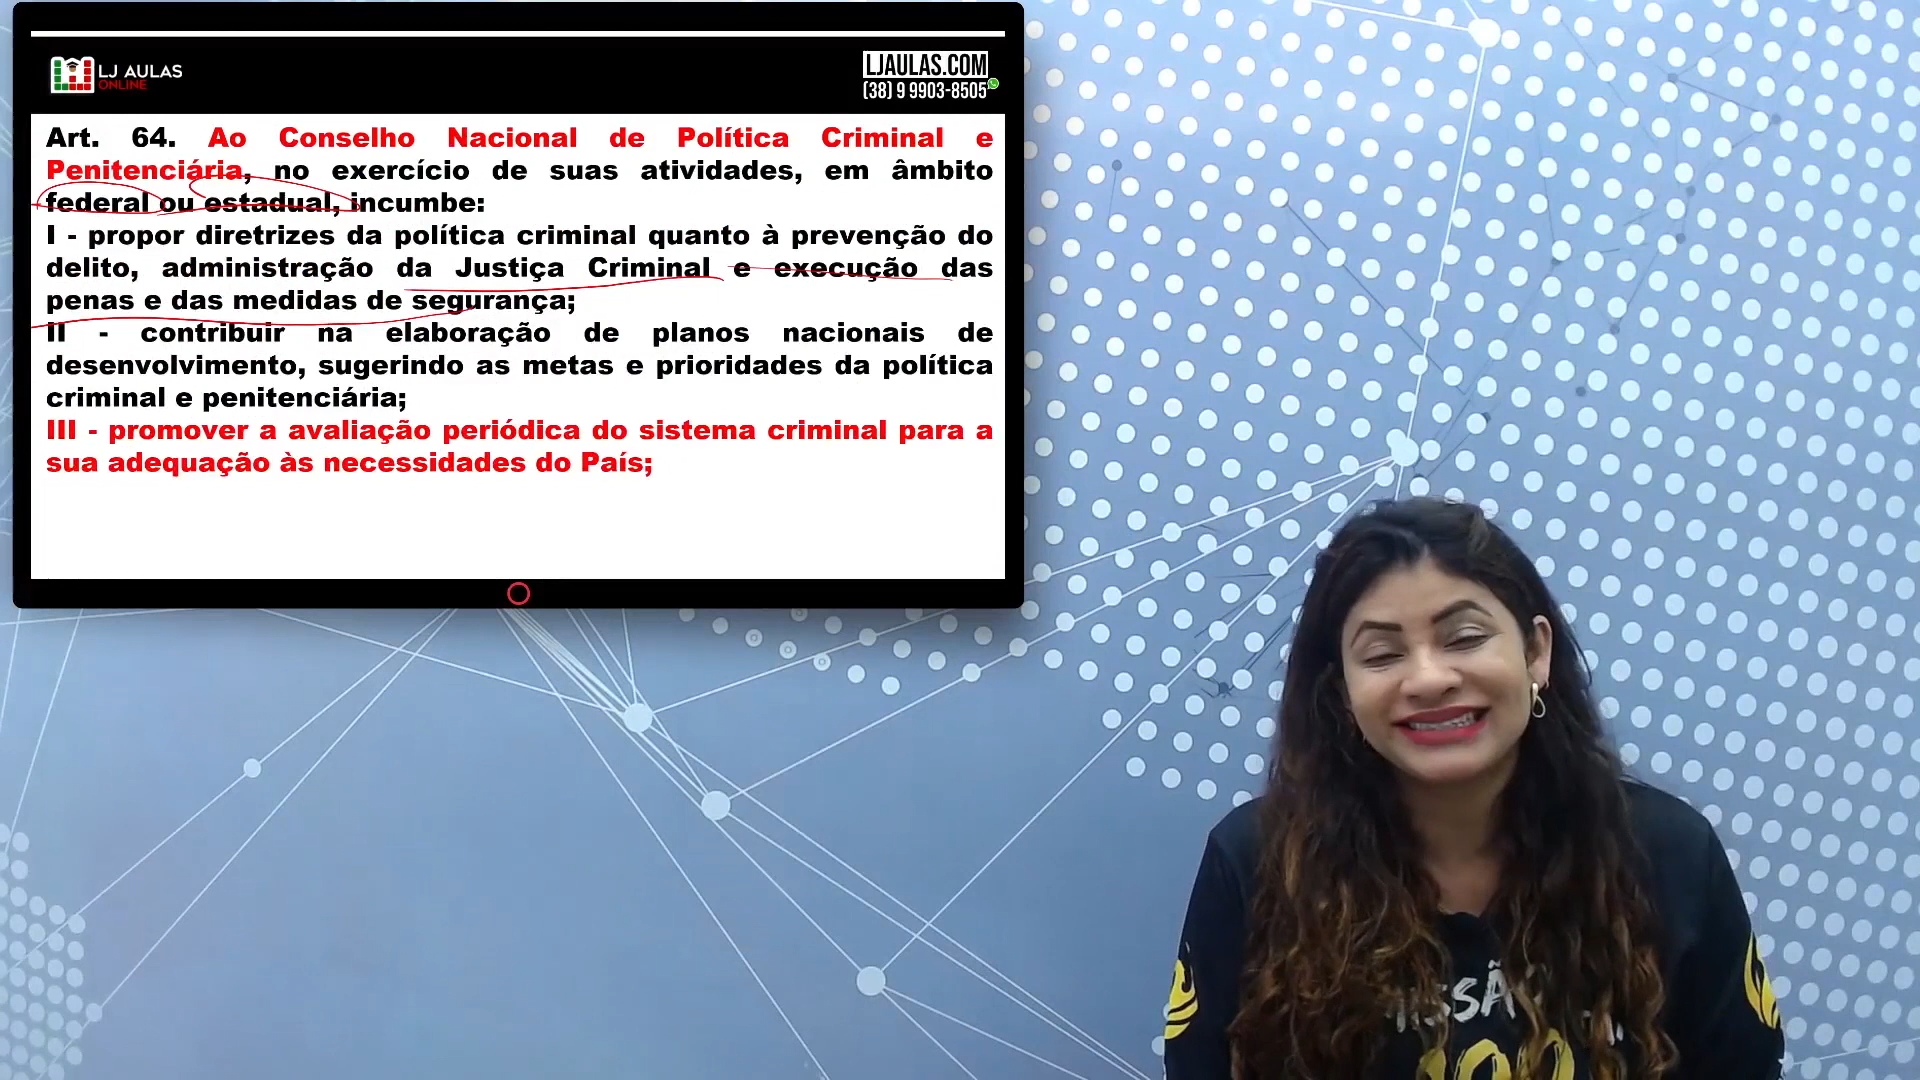 LJ AULAS
ONLINE
LJAULAS.COM
(38) 9 9903-8505
Art. 64. Ao Conselho Nacional de Política Criminal e
Penitenciária, no exercício de suas atividades, em âmbito
federal ou estadual, incumbe:
I - propor diretrizes da política criminal quanto à prevenção do
delito, administração da Justiça Criminal e execução das
penas e das medidas de segurança;
II - contribuir na elaboração de planos nacionais de
desenvolvimento, sugerindo as metas e prioridades da política
criminal e penitenciária;
III - promover a avaliação periódica do sistema criminal para a
sua adequação às necessidades do País;